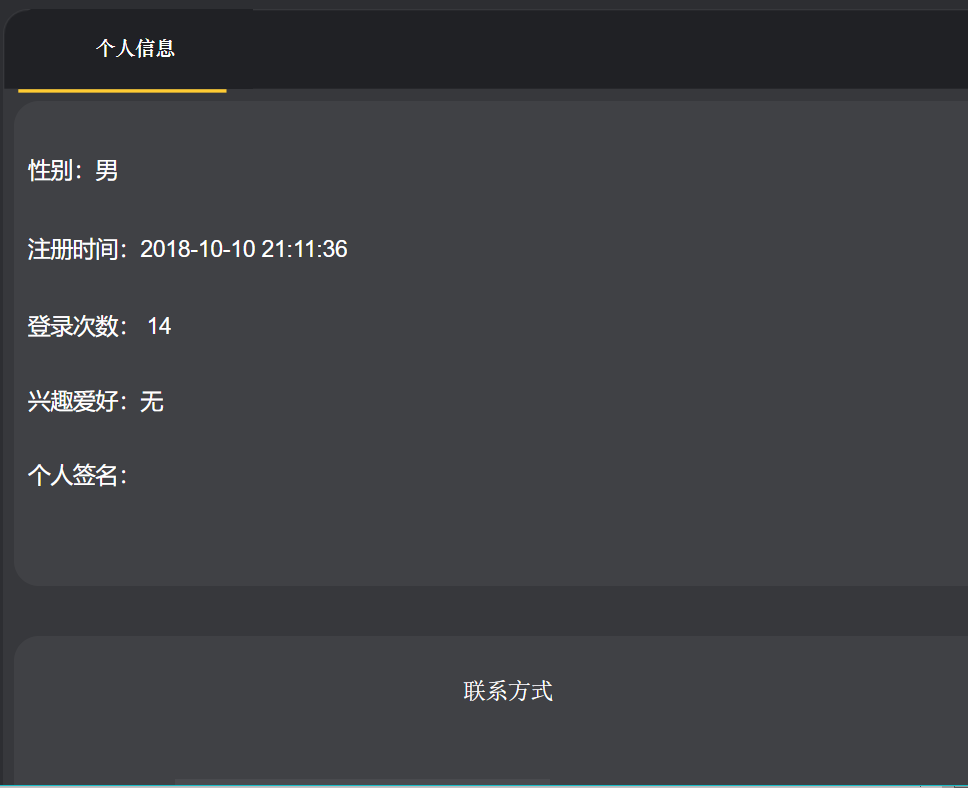 个人信息
性别：男
注册时间：2018-10-10 21:11:36
登录次数： 14
兴趣爱好：无
个人签名：
联系方式